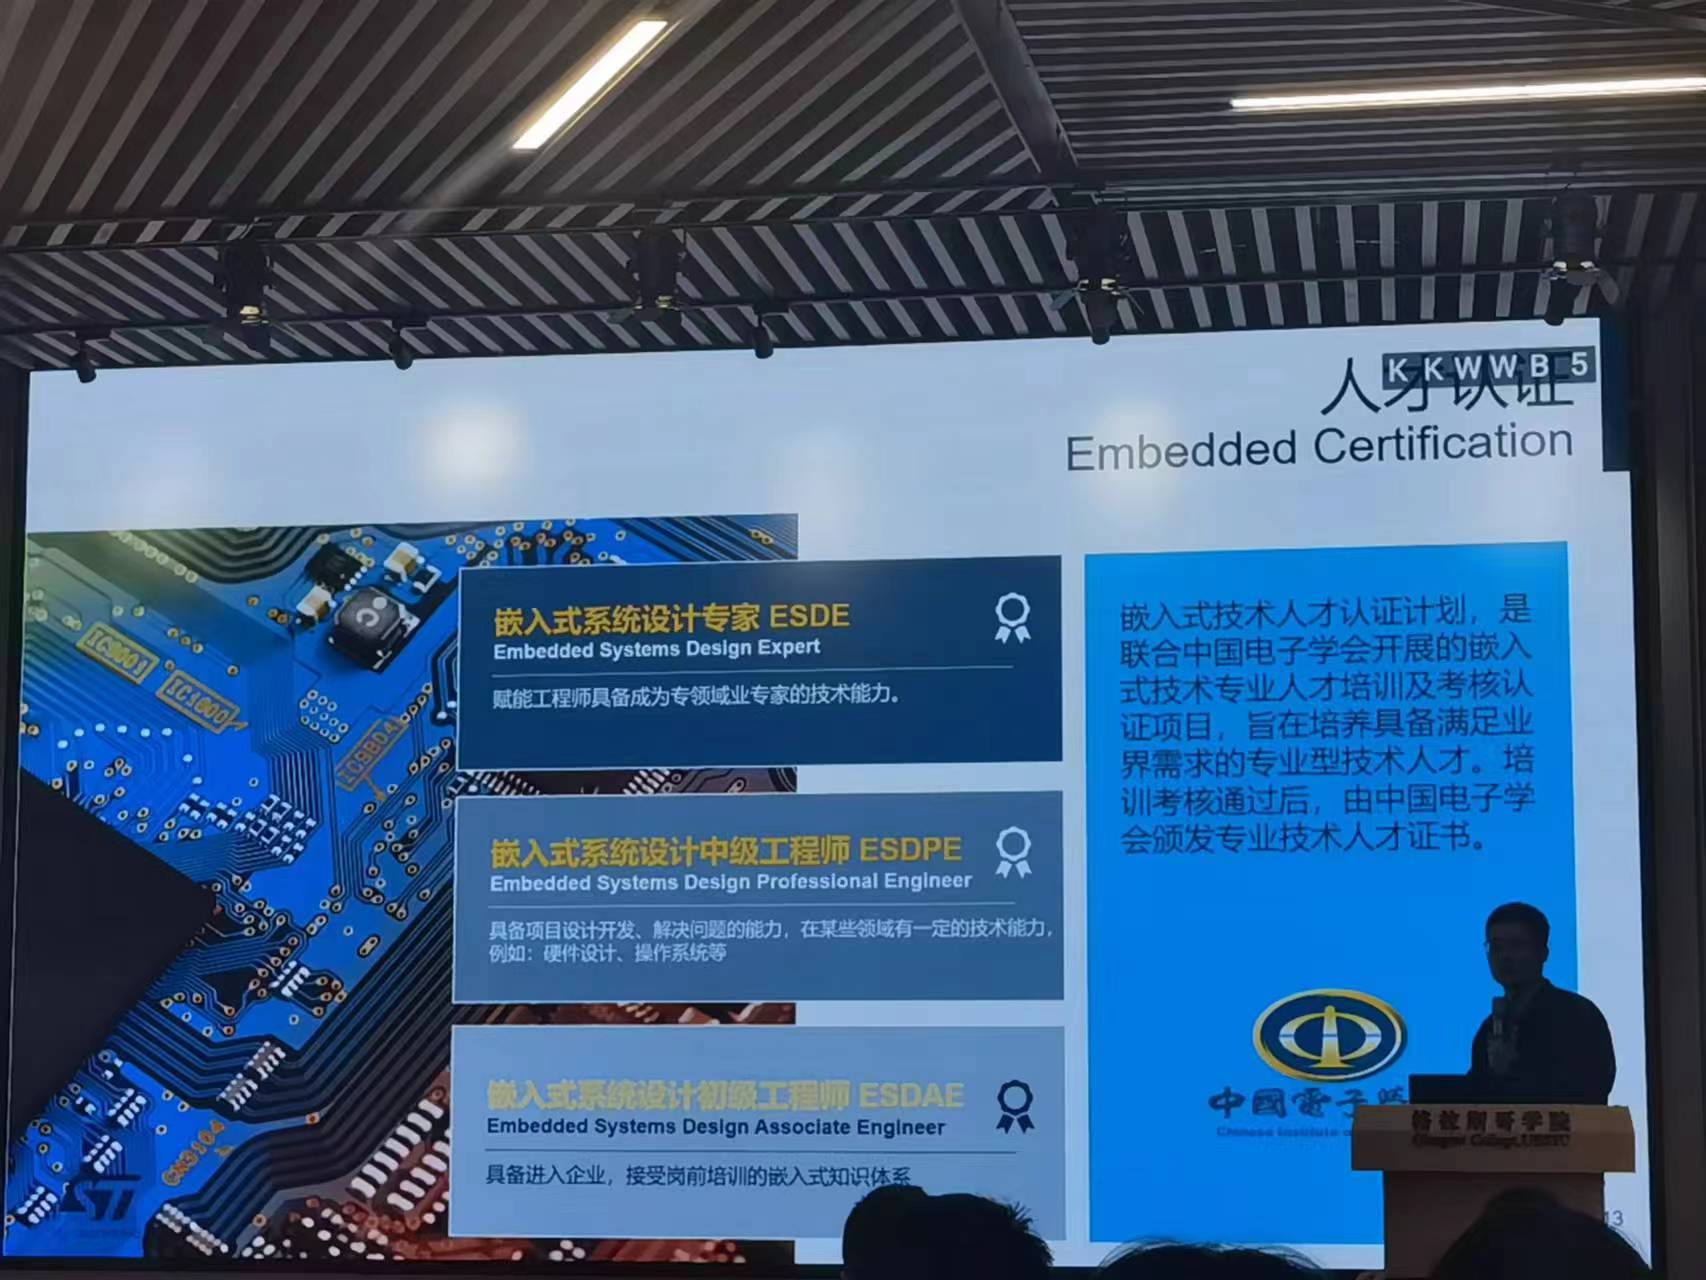 KKWWB 5
人才认证
Embedded Certification
IC9001
IC1600
IC9B04
嵌入式系统设计专家 ESDE
Embedded Systems Design Expert
赋能工程师具备成为专领域业专家的技术能力。
嵌入式系统设计中级工程师 ESDPE
Embedded Systems Design Professional Engineer
具备项目设计开发、解决问题的能力，在某些领域有一定的技术能力，
例如：硬件设计、操作系统等
嵌入式系统设计初级工程师 ESDAE
Embedded Systems Design Associate Engineer
具备进入企业，接受岗前培训的嵌入式知识体系
嵌入式技术人才认证计划，是
联合中国电子学会开展的嵌入
式技术专业人才培训及考核认
证项目，旨在培养具备满足业
界需求的专业型技术人才。培
训考核通过后，由中国电子学
会颁发专业技术人才证书。
中國電子學
Chinese Institute
格拉斯哥学院
Glasgow College,UESTC
CN3104
ST
13